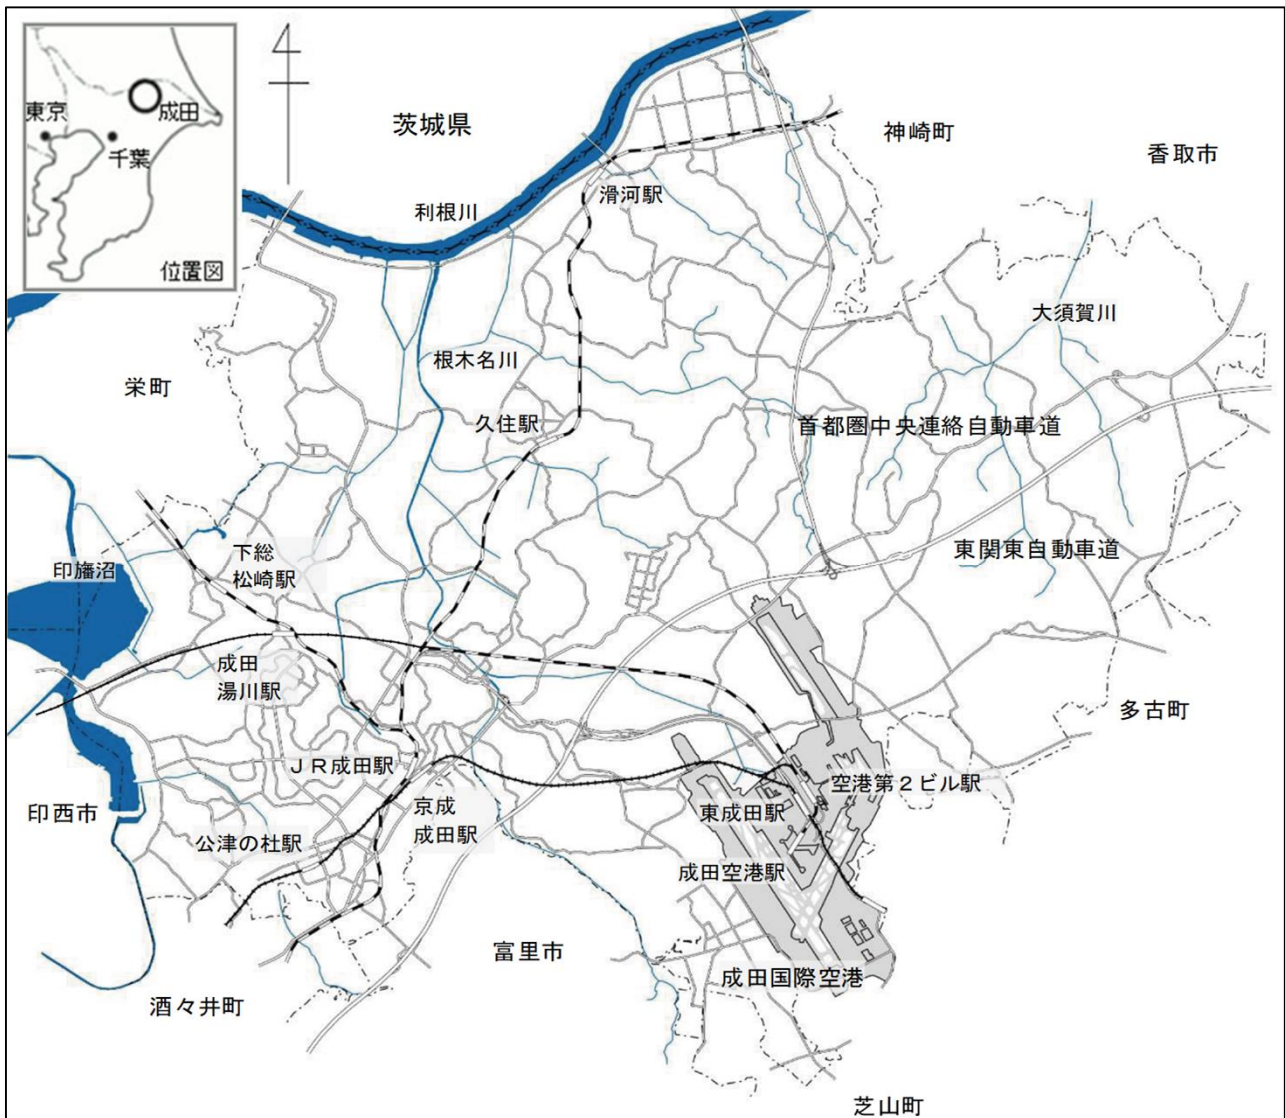 東京
成田
千葉
位置図
茨城県
神崎町
香取市
滑河駅
利根川
大須賀川
根木名川
栄町
久住駅
首都圏中央連絡自動車道
下総
松崎駅
東関東自動車道
印旛沼
成田
湯川駅
多古町
JR成田駅
空港第2ビル駅
京成
成田駅
東成田駅
印西市
公津の杜駅
成田空港駅
富里市
成田国際空港
酒々井町
芝山町